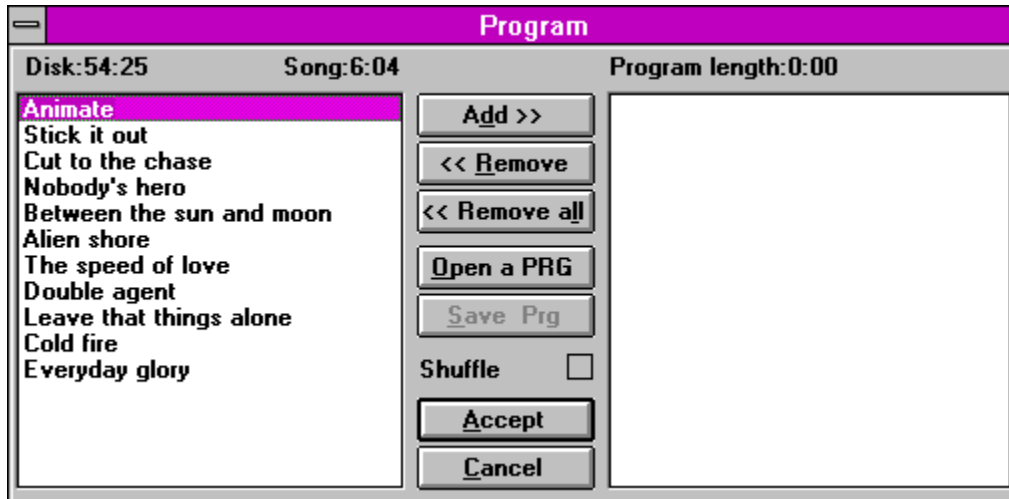 Program
Disk:54:25 Song:6:04 Program length:0:00
Animate
Stick it out
Cut to the chase
Nobody's hero
Between the sun and moon
Alien shore
The speed of love
Double agent
Leave that things alone
Cold fire
Everyday glory
Add >>
<< Remove
<< Remove all
Open a PRG
Save Prg
Shuffle
Accept
Cancel